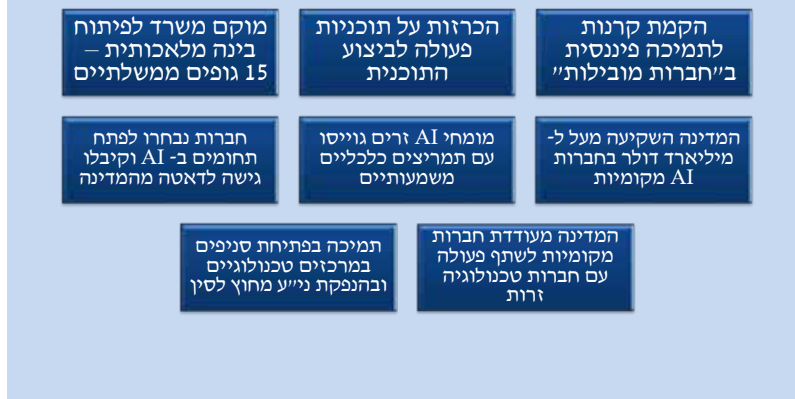 הקמת קרנות
לתמיכה פיננסית
ב״חברות מובילות״
הכרזות על תוכניות
פעולה לביצוע
התוכנית
מוקם משרד לפיתוח
בינה מלאכותית –
15 גופים ממשלתיים
המדינה השקיעה מעל ל-
מיליארד דולר בחברות
AI מקומיות
מומחי AI זרים גוייסו
עם תמריצים כלכליים
משמעותיים
חברות נבחרו לפתח
תחומים ב- AI וקיבלו
גישה לדאטה מהמדינה
המדינה מעודדת חברות
מקומיות לשתף פעולה
עם חברות טכנולוגיה
זרות
תמיכה בפתיחת סניפים
במרכזים טכנולוגיים
ובהנפקת ני״ע מחוץ לסין